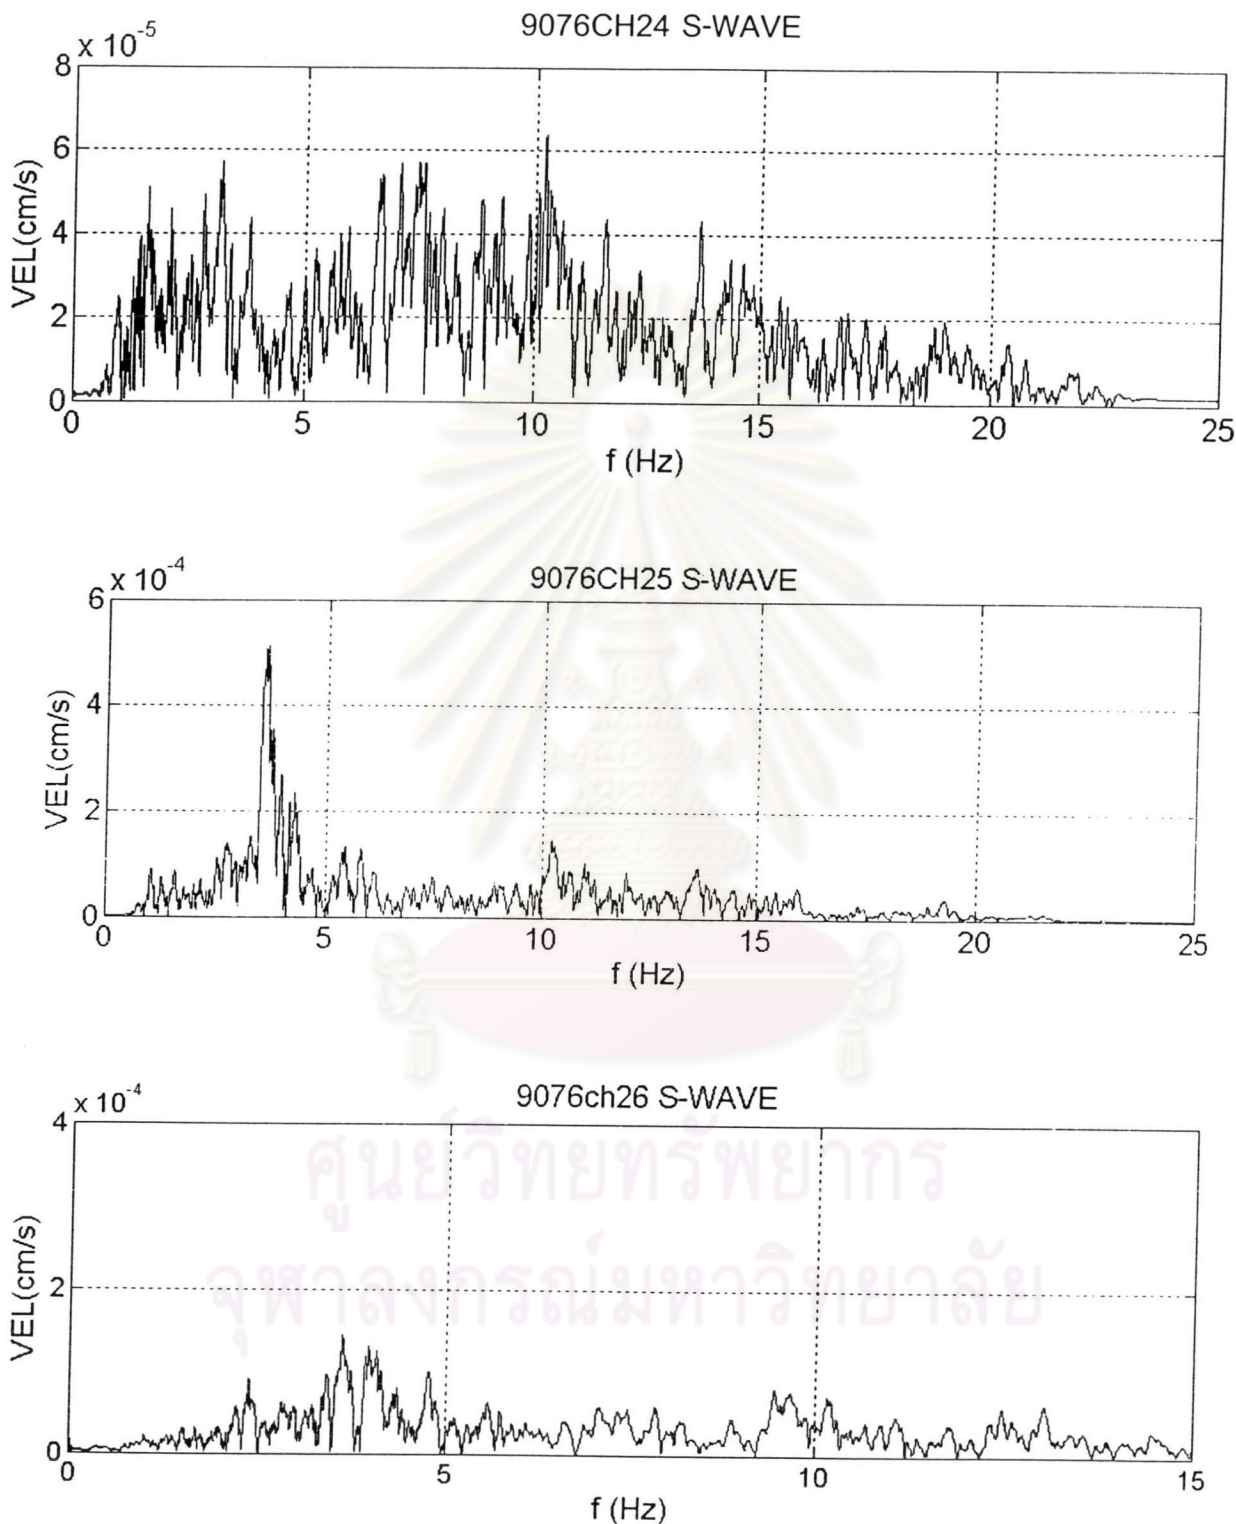 9076CH24 S-WAVE
x 10-5
8
6
4
2
0
VEL(cm/s)
0 5 10 15 20 25
f (Hz)
9076CH25 S-WAVE
x 10-4
6
4
2
0
VEL(cm/s)
0 5 10 15 20 25
f (Hz)
9076ch26 S-WAVE
x 10-4
4
2
0
VEL(cm/s)
0 5 10 15
f (Hz)
ศูนย์วิทยทรัพยากร
จุฬาลงกรณ์มหาวิทยาลัย